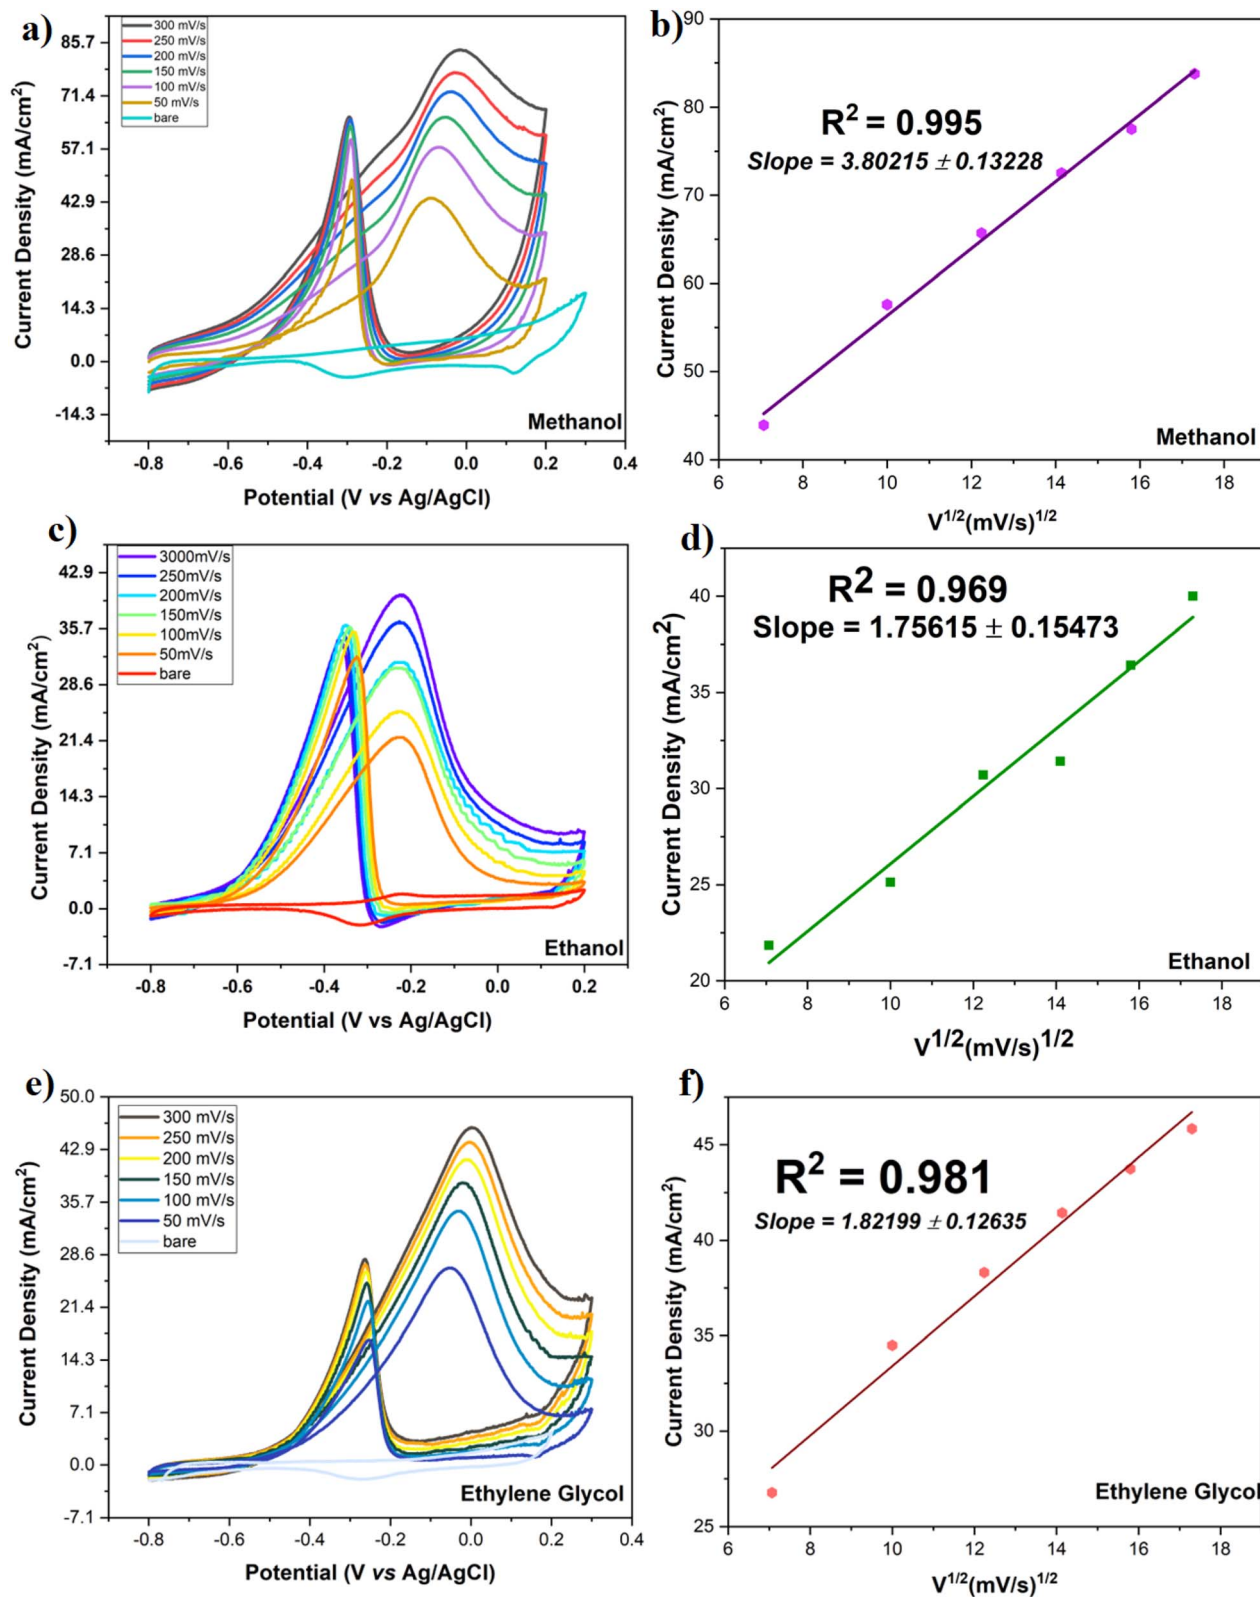 a)
300 mV/s
250 mV/s
200 mV/s
150 mV/s
100 mV/s
50 mV/s
bare
85.7
71.4
57.1
42.9
28.6
14.3
0.0
-14.3
Current Density (mA/cm²)
Methanol
-0.8 -0.6 -0.4 -0.2 0.0 0.2 0.4
Potential (V vs Ag/AgCl)
b)
90
80
70
60
50
40
Current Density (mA/cm²)
R² = 0.995
Slope = 3.80215 ± 0.13228
Methanol
6 8 10 12 14 16 18
V^1/2(mV/s)^1/2
c)
3000mV/s
250mV/s
200mV/s
150mV/s
100mV/s
50mV/s
bare
42.9
35.7
28.6
21.4
14.3
7.1
0.0
-7.1
Current Density (mA/cm²)
Ethanol
-0.8 -0.6 -0.4 -0.2 0.0 0.2
Potential (V vs Ag/AgCl)
d)
40
35
30
25
20
Current Density (mA/cm²)
R² = 0.969
Slope = 1.75615 ± 0.15473
Ethanol
6 8 10 12 14 16 18
V^1/2(mV/s)^1/2
e)
300 mV/s
250 mV/s
200 mV/s
150 mV/s
100 mV/s
50 mV/s
bare
50.0
42.9
35.7
28.6
21.4
14.3
7.1
0.0
-7.1
Current Density (mA/cm²)
Ethylene Glycol
-0.8 -0.6 -0.4 -0.2 0.0 0.2 0.4
Potential (V vs Ag/AgCl)
f)
45
40
35
30
25
Current Density (mA/cm²)
R² = 0.981
Slope = 1.82199 ± 0.12635
Ethylene Glycol
6 8 10 12 14 16 18
V^1/2(mV/s)^1/2